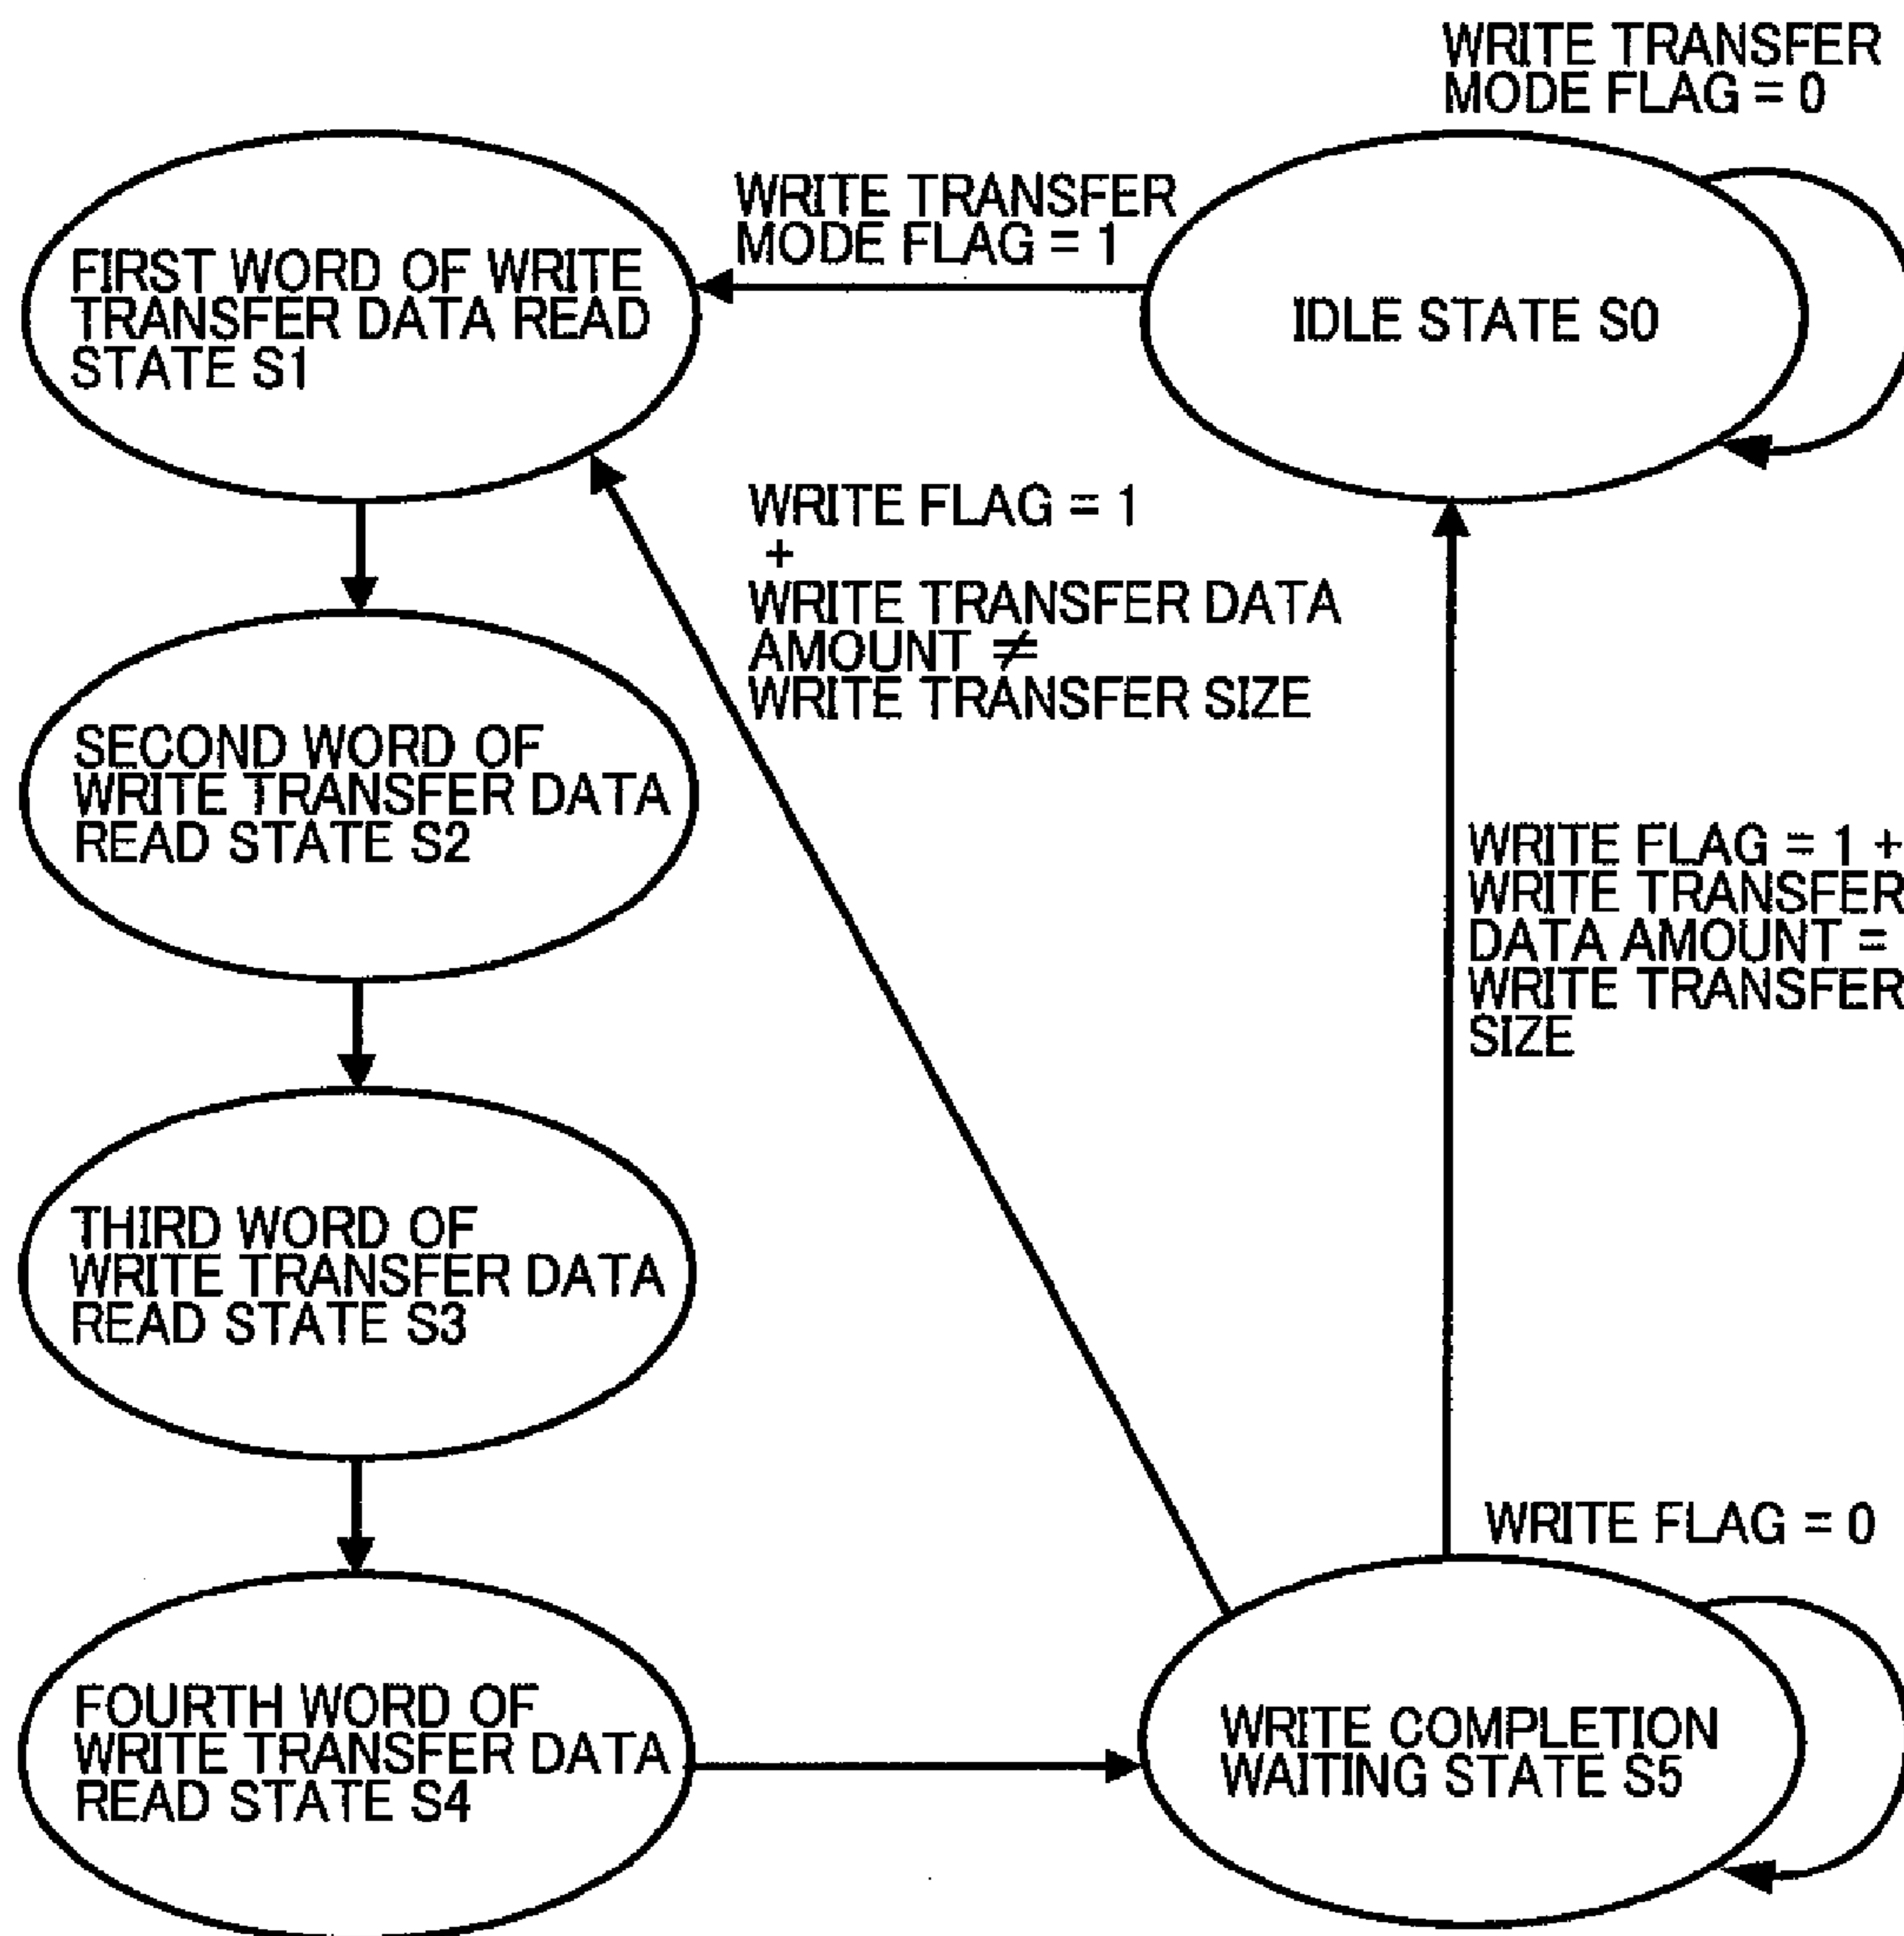 WRITE TRANSFER
MODE FLAG = 0
WRITE TRANSFER
MODE FLAG = 1
FIRST WORD OF WRITE
TRANSFER DATA READ
STATE S1
IDLE STATE S0
WRITE FLAG = 1
+
WRITE TRANSFER DATA
AMOUNT ≠
WRITE TRANSFER SIZE
SECOND WORD OF
WRITE TRANSFER DATA
READ STATE S2
WRITE FLAG = 1 +
WRITE TRANSFER
DATA AMOUNT =
WRITE TRANSFER
SIZE
THIRD WORD OF
WRITE TRANSFER DATA
READ STATE S3
WRITE FLAG = 0
FOURTH WORD OF
WRITE TRANSFER DATA
READ STATE S4
WRITE COMPLETION
WAITING STATE S5